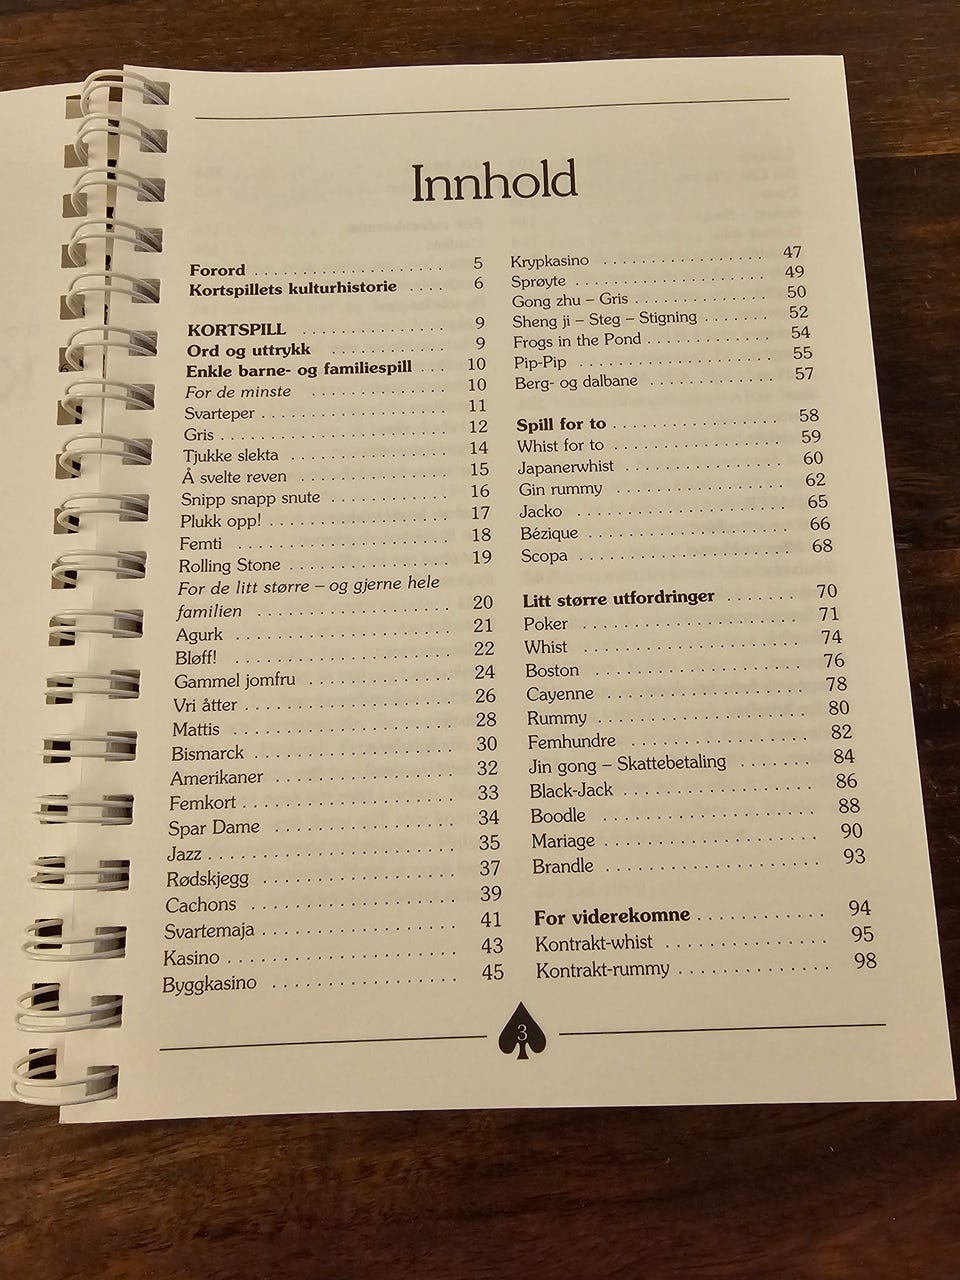 Innhold
Forord . . . . . . . . . . . . . . . . . . . . . . 5
Kortspillets kulturhistorie . . . . 6
KORTSPILL . . . . . . . . . . . . . . . . 9
Ord og uttrykk . . . . . . . . . . . . . 9
Enkle barne- og familiespill . . . 10
For de minste . . . . . . . . . . . . . . . . 10
Svarteper . . . . . . . . . . . . . . . . . . . . 11
Gris . . . . . . . . . . . . . . . . . . . . . . . . . 12
Tjukke slekta . . . . . . . . . . . . . . . . . 14
Å svelte reven . . . . . . . . . . . . . . . . 15
Snipp snapp snute . . . . . . . . . . . . . 16
Plukk opp! . . . . . . . . . . . . . . . . . . . . 17
Femti . . . . . . . . . . . . . . . . . . . . . . . 18
Rolling Stone . . . . . . . . . . . . . . . . . . 19
For de litt større – og gjerne hele
familien . . . . . . . . . . . . . . . . . . . . . 20
Agurk . . . . . . . . . . . . . . . . . . . . . . . 21
Bløff! . . . . . . . . . . . . . . . . . . . . . . . 22
Gammel jomfru . . . . . . . . . . . . . . . 24
Vri åtter . . . . . . . . . . . . . . . . . . . . . . 26
Mattis . . . . . . . . . . . . . . . . . . . . . . . 28
Bismarck . . . . . . . . . . . . . . . . . . . . . 30
Amerikaner . . . . . . . . . . . . . . . . . . . 32
Femkort . . . . . . . . . . . . . . . . . . . . . . 33
Spar Dame . . . . . . . . . . . . . . . . . . . 34
Jazz . . . . . . . . . . . . . . . . . . . . . . . . . 35
Rødskjegg . . . . . . . . . . . . . . . . . . . . 37
Cachons . . . . . . . . . . . . . . . . . . . . . 39
Svartemaja . . . . . . . . . . . . . . . . . . . . 41
Kasino . . . . . . . . . . . . . . . . . . . . . . . 43
Byggkasino . . . . . . . . . . . . . . . . . . . 45
Krypkasino . . . . . . . . . . . . . . . . . . 47
Sprøyte . . . . . . . . . . . . . . . . . . . . . 49
Gong zhu – Gris . . . . . . . . . . . . . . 50
Sheng ji – Steg – Stigning . . . . . . . 52
Frogs in the Pond . . . . . . . . . . . . . 54
Pip-Pip . . . . . . . . . . . . . . . . . . . . . 55
Berg- og dalbane . . . . . . . . . . . . . 57
Spill for to . . . . . . . . . . . . . . . . . . 58
Whist for to . . . . . . . . . . . . . . . . . . 59
Japanerwhist . . . . . . . . . . . . . . . . . 60
Gin rummy . . . . . . . . . . . . . . . . . . 62
Jacko . . . . . . . . . . . . . . . . . . . . . . 65
Bézique . . . . . . . . . . . . . . . . . . . . . 66
Scopa . . . . . . . . . . . . . . . . . . . . . . 68
Litt større utfordringer . . . . . . . 70
Poker . . . . . . . . . . . . . . . . . . . . . . 71
Whist . . . . . . . . . . . . . . . . . . . . . . 74
Boston . . . . . . . . . . . . . . . . . . . . . 76
Cayenne . . . . . . . . . . . . . . . . . . . . 78
Rummy . . . . . . . . . . . . . . . . . . . . . 80
Femhundre . . . . . . . . . . . . . . . . . . 82
Jin gong – Skattebetaling . . . . . . . 84
Black-Jack . . . . . . . . . . . . . . . . . . . 86
Boodle . . . . . . . . . . . . . . . . . . . . . 88
Mariage . . . . . . . . . . . . . . . . . . . . . 90
Brandle . . . . . . . . . . . . . . . . . . . . . 93
For viderekomne . . . . . . . . . . . . 94
Kontrakt-whist . . . . . . . . . . . . . . . 95
Kontrakt-rummy . . . . . . . . . . . . . . 98
3